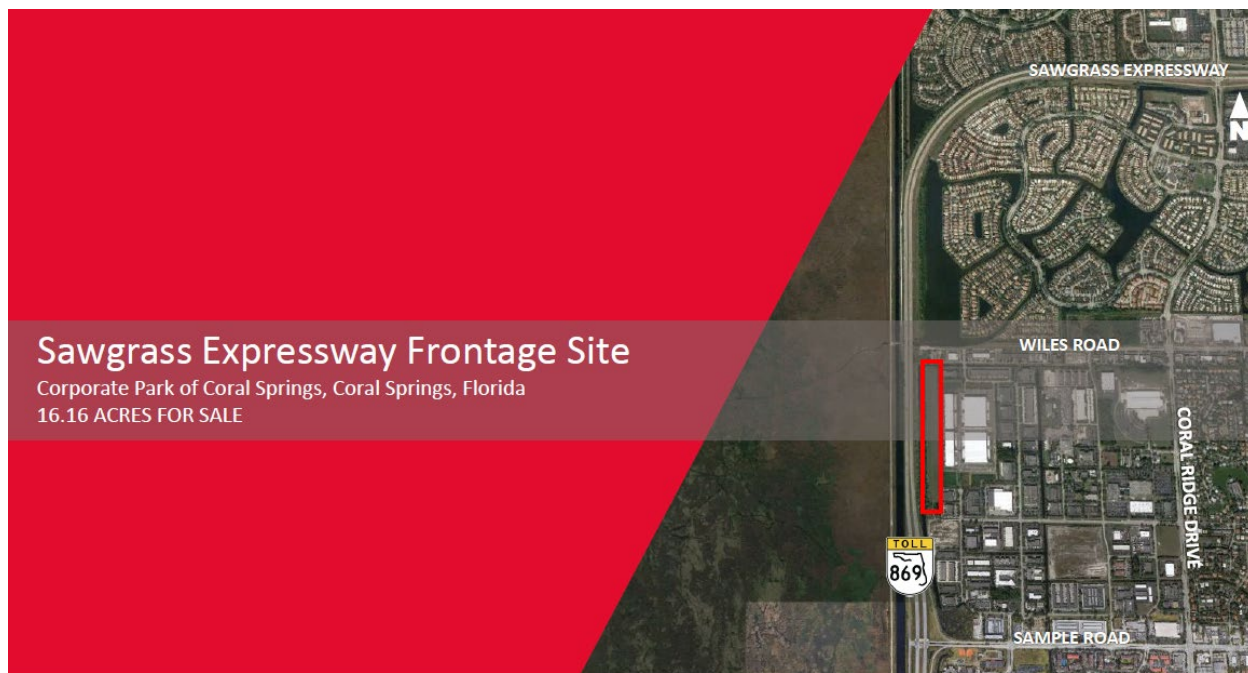 SAWGRASS EXPRESSWAY
N
Sawgrass Expressway Frontage Site
Corporate Park of Coral Springs, Coral Springs, Florida
16.16 ACRES FOR SALE
WILES ROAD
CORAL RIDGE DRIVE
TOLL
869
SAMPLE ROAD